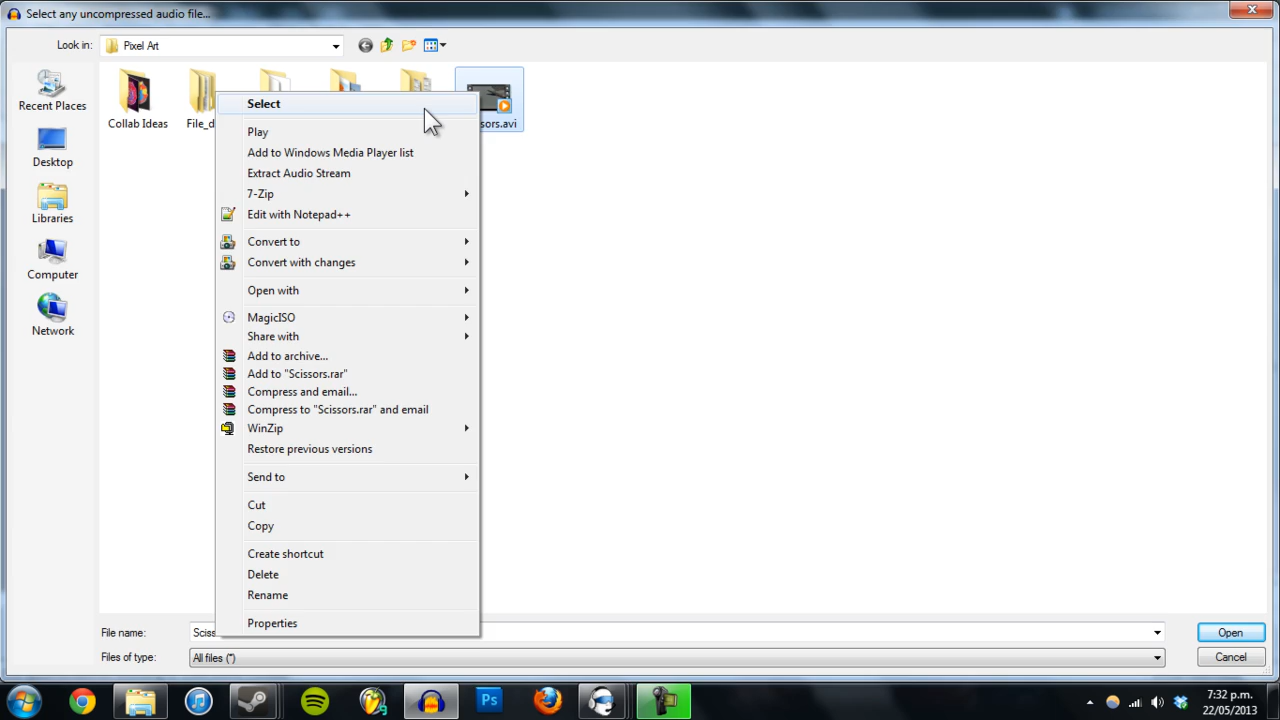 Select any uncompressed audio file...
Look in:
Pixel Art
Recent Places
Desktop
Libraries
Computer
Network
Collab Ideas
File_d
sors.avi
Select
Play
Add to Windows Media Player list
Extract Audio Stream
7-Zip
Edit with Notepad++
Convert to
Convert with changes
Open with
MagicISO
Share with
Add to archive...
Add to "Scissors.rar"
Compress and email...
Compress to "Scissors.rar" and email
WinZip
Restore previous versions
Send to
Cut
Copy
Create shortcut
Delete
Rename
Properties
File name:
Sciss
Open
Files of type:
All files (*)
Cancel
Ps
7:32 p.m.
22/05/2013